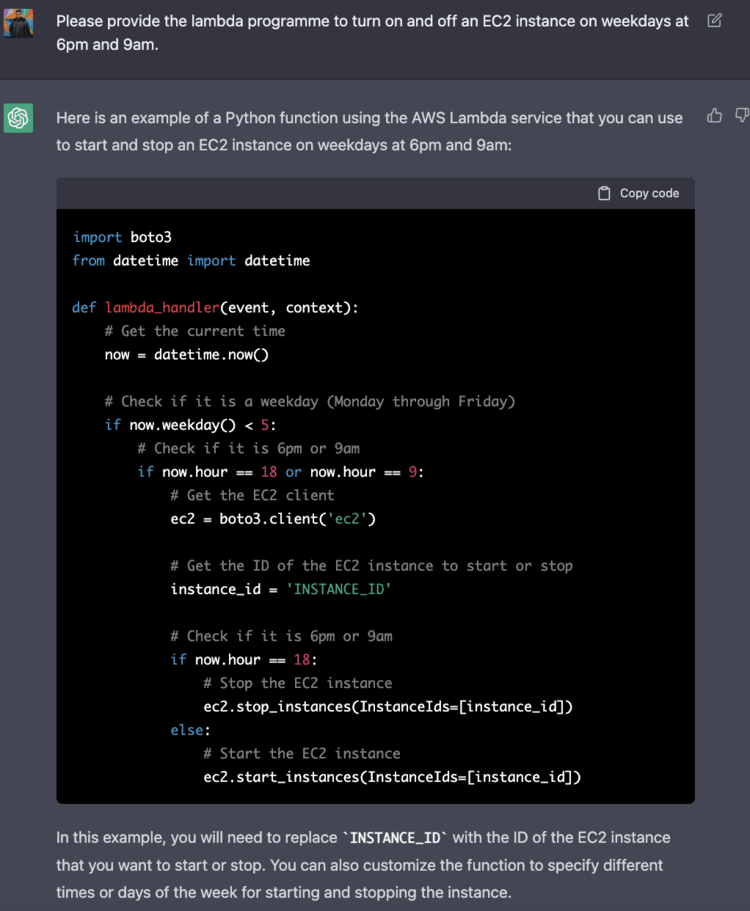 Please provide the lambda programme to turn on and off an EC2 instance on weekdays at
6pm and 9am.
Here is an example of a Python function using the AWS Lambda service that you can use
to start and stop an EC2 instance on weekdays at 6pm and 9am:
Copy code
import boto3
from datetime import datetime
def lambda_handler(event, context):
    # Get the current time
    now = datetime.now()
    # Check if it is a weekday (Monday through Friday)
    if now.weekday() < 5:
        # Check if it is 6pm or 9am
        if now.hour == 18 or now.hour == 9:
            # Get the EC2 client
            ec2 = boto3.client('ec2')
            # Get the ID of the EC2 instance to start or stop
            instance_id = 'INSTANCE_ID'
            # Check if it is 6pm or 9am
            if now.hour == 18:
                # Stop the EC2 instance
                ec2.stop_instances(InstanceIds=[instance_id])
            else:
                # Start the EC2 instance
                ec2.start_instances(InstanceIds=[instance_id])
In this example, you will need to replace `INSTANCE_ID` with the ID of the EC2 instance
that you want to start or stop. You can also customize the function to specify different
times or days of the week for starting and stopping the instance.